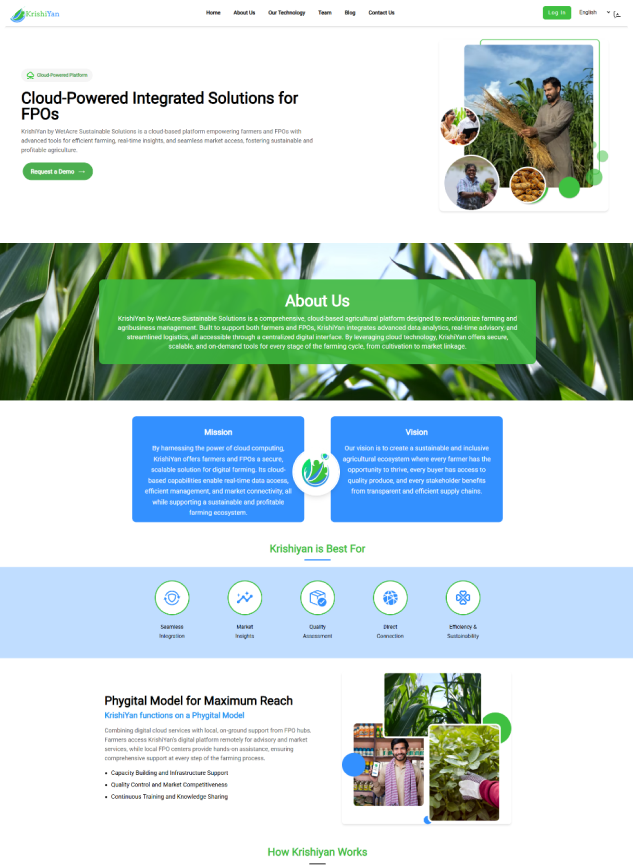 KrishiYan
Home About Us Our Technology Team Blog Contact Us
Log In English
Cloud-Powered Platform
Cloud-Powered Integrated Solutions for
FPOs
KrishiYan by WetAcre Sustainable Solutions is a cloud-based platform empowering farmers and FPOs with
advanced tools for efficient farming, real-time insights, and seamless market access, fostering sustainable and
profitable agriculture.
Request a Demo →
About Us
KrishiYan by WetAcre Sustainable Solutions is a comprehensive, cloud-based agricultural platform designed to revolutionize farming and
agribusiness management. Built to support both farmers and FPOs, KrishiYan integrates advanced data analytics, real-time advisory, and
streamlined logistics, all accessible through a centralized digital interface. By leveraging cloud technology, KrishiYan offers secure,
scalable, and on-demand tools for every stage of the farming cycle, from cultivation to market linkage.
Mission
By harnessing the power of cloud computing,
KrishiYan offers farmers and FPOs a secure,
scalable solution for digital farming. Its cloud-
based capabilities enable real-time data access,
efficient management, and market connectivity, all
while supporting a sustainable and profitable
farming ecosystem.
Vision
Our vision is to create a sustainable and inclusive
agricultural ecosystem where every farmer has the
opportunity to thrive, every buyer has access to
quality produce, and every stakeholder benefits
from transparent and efficient supply chains.
Krishiyan is Best For
Seamless
Integration
Market
Insights
Quality
Assessment
Direct
Connection
Efficiency &
Sustainability
Phygital Model for Maximum Reach
KrishiYan functions on a Phygital Model
Combining digital cloud services with local, on-ground support from FPO hubs.
Farmers access KrishiYan's digital platform remotely for advisory and market
services, while local FPO centers provide hands-on assistance, ensuring
comprehensive support at every step of the farming process.
• Capacity Building and Infrastructure Support
• Quality Control and Market Competitiveness
• Continuous Training and Knowledge Sharing
How Krishiyan Works